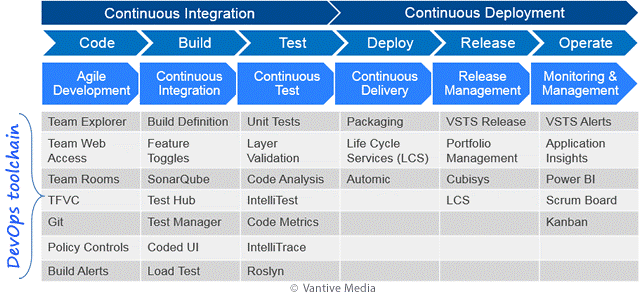 Continuous Integration Continuous Deployment
Code Build Test Deploy Release Operate
Agile Continuous Continuous Continuous Release Monitoring &
Development Integration Test Delivery Management Management
Team Explorer Build Definition Unit Tests Packaging VSTS Release VSTS Alerts
Team Web Feature Layer Life Cycle Portfolio Application
Access Toggles Validation Services (LCS) Management Insights
Team Rooms SonarQube Code Analysis Automic Cubisys Power BI
TFVC Test Hub IntelliTest LCS Scrum Board
Git Test Manager Code Metrics Kanban
Policy Controls Coded UI IntelliTrace
Build Alerts Load Test Roslyn
DevOps toolchain
© Vantive Media